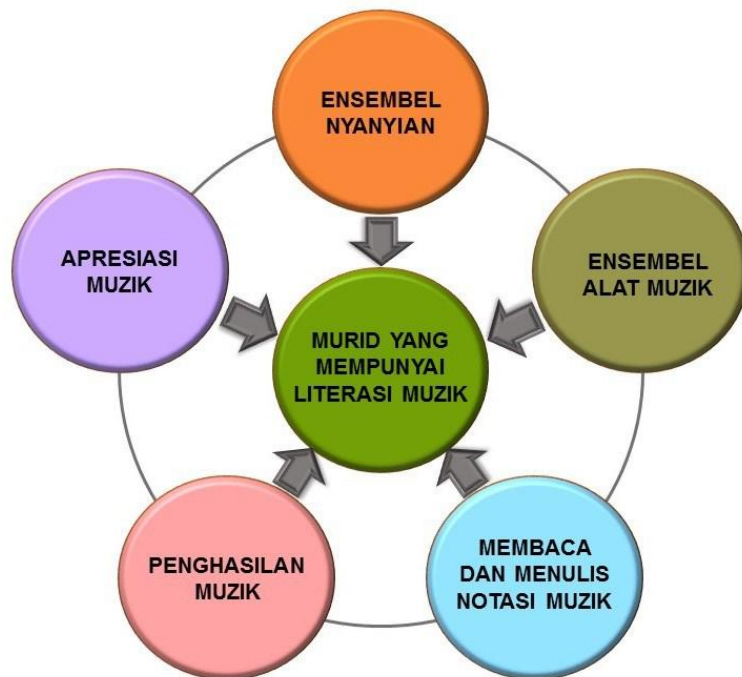 ENSEMBEL
NYANYIAN
APRESIASI
MUZIK
ENSEMBEL
ALAT MUZIK
MURID YANG
MEMPUNYAI
LITERASI MUZIK
PENGHASILAN
MUZIK
MEMBACA
DAN MENULIS
NOTASI MUZIK